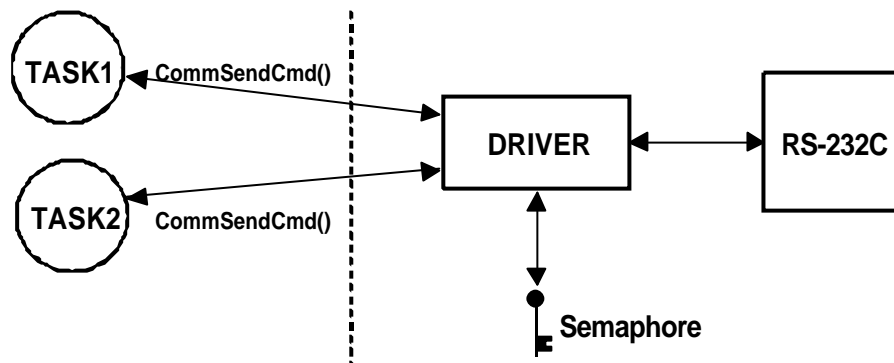 TASK1
CommSendCmd()
DRIVER
RS-232C
TASK2
CommSendCmd()
Semaphore